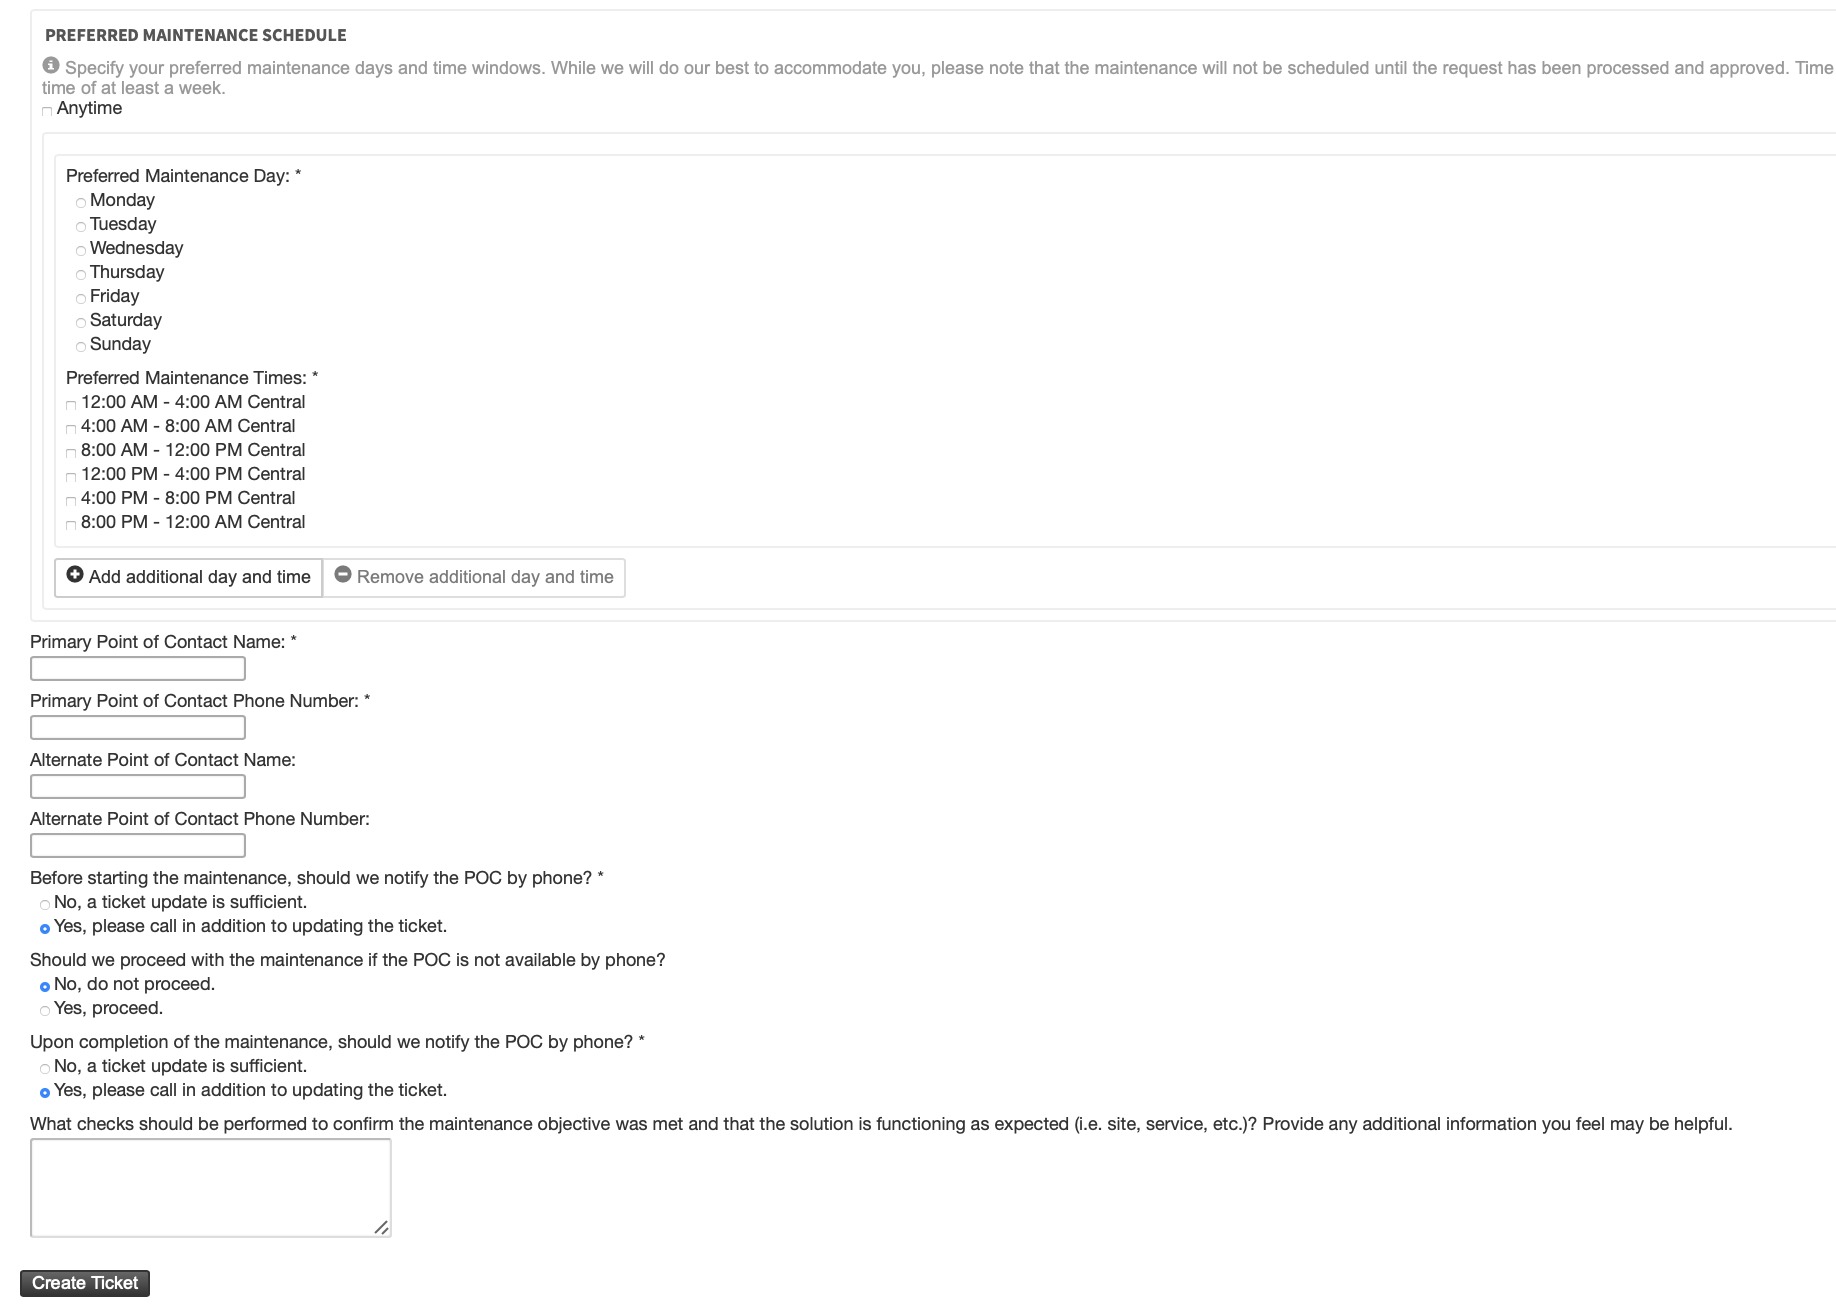 PREFERRED MAINTENANCE SCHEDULE
Specify your preferred maintenance days and time windows. While we will do our best to accommodate you, please note that the maintenance will not be scheduled until the request has been processed and approved. Time
time of at least a week.
Anytime
Preferred Maintenance Day: *
Monday
Tuesday
Wednesday
Thursday
Friday
Saturday
Sunday
Preferred Maintenance Times: *
12:00 AM - 4:00 AM Central
4:00 AM - 8:00 AM Central
8:00 AM - 12:00 PM Central
12:00 PM - 4:00 PM Central
4:00 PM - 8:00 PM Central
8:00 PM - 12:00 AM Central
Add additional day and time Remove additional day and time
Primary Point of Contact Name: *
Primary Point of Contact Phone Number: *
Alternate Point of Contact Name:
Alternate Point of Contact Phone Number:
Before starting the maintenance, should we notify the POC by phone? *
No, a ticket update is sufficient.
Yes, please call in addition to updating the ticket.
Should we proceed with the maintenance if the POC is not available by phone?
No, do not proceed.
Yes, proceed.
Upon completion of the maintenance, should we notify the POC by phone? *
No, a ticket update is sufficient.
Yes, please call in addition to updating the ticket.
What checks should be performed to confirm the maintenance objective was met and that the solution is functioning as expected (i.e. site, service, etc.)? Provide any additional information you feel may be helpful.
Create Ticket